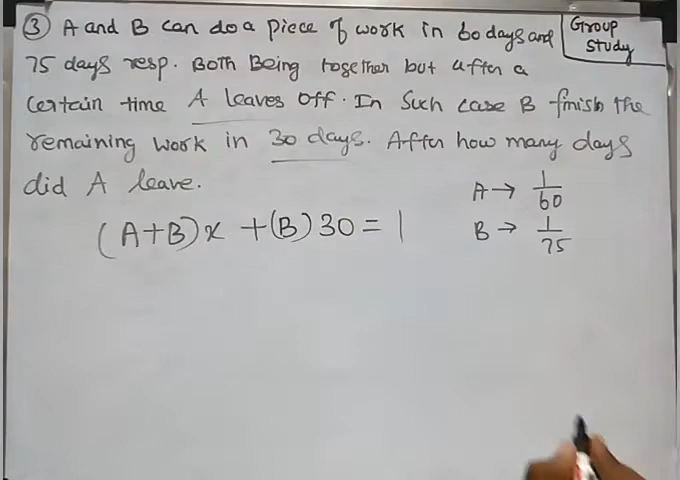 ③ A and B can do a piece of work in 60 days and
Group
Study
75 days resp. Both Being together but after a
certain time A leaves off. In Such case B finish the
remaining work in 30 days. After how many days
did A leave.
A → 1/60
(A+B)x + (B)30 = 1
B → 1/75